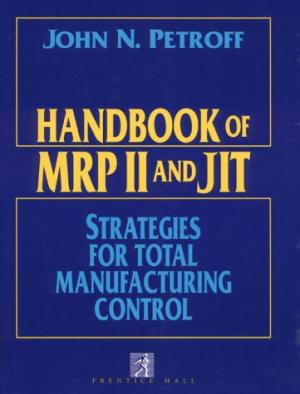 JOHN N. PETROFF
HANDBOOK OF
MRP II AND JIT
STRATEGIES
FOR TOTAL
MANUFACTURING
CONTROL
PRENTICE HALL